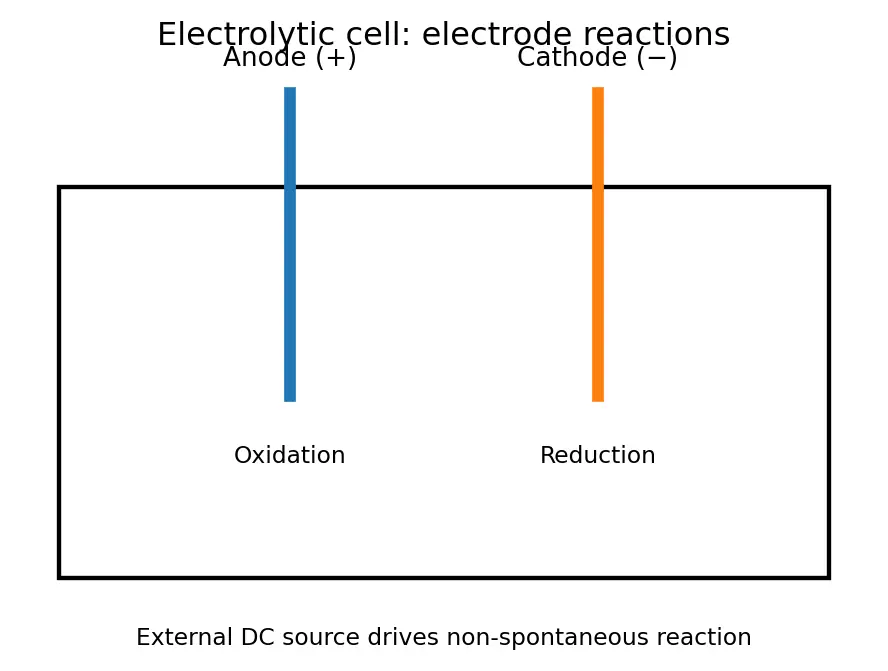 Electrolytic cell: electrode reactions
Anode (+)
Cathode (−)
Oxidation
Reduction
External DC source drives non-spontaneous reaction